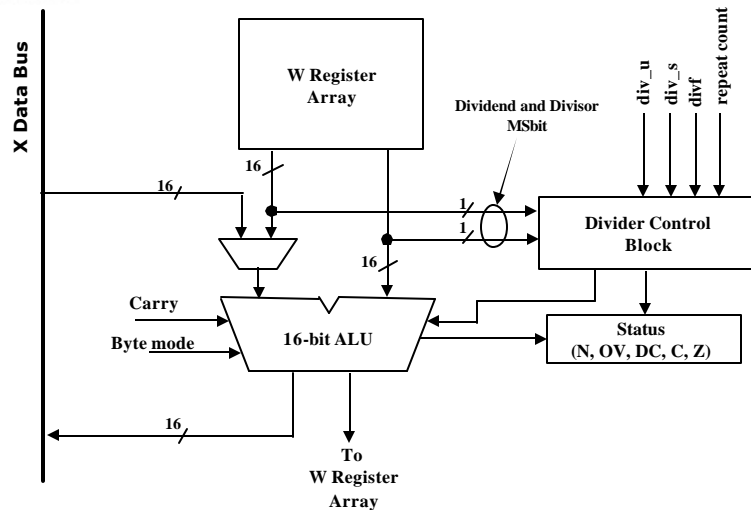 X Data Bus
W Register
Array
div_u
div_s
divf
repeat count
Dividend and Divisor
MSbit
16
16
1
1
16
Divider Control
Block
Carry
Byte mode
16-bit ALU
Status
(N, OV, DC, C, Z)
16
To
W Register
Array